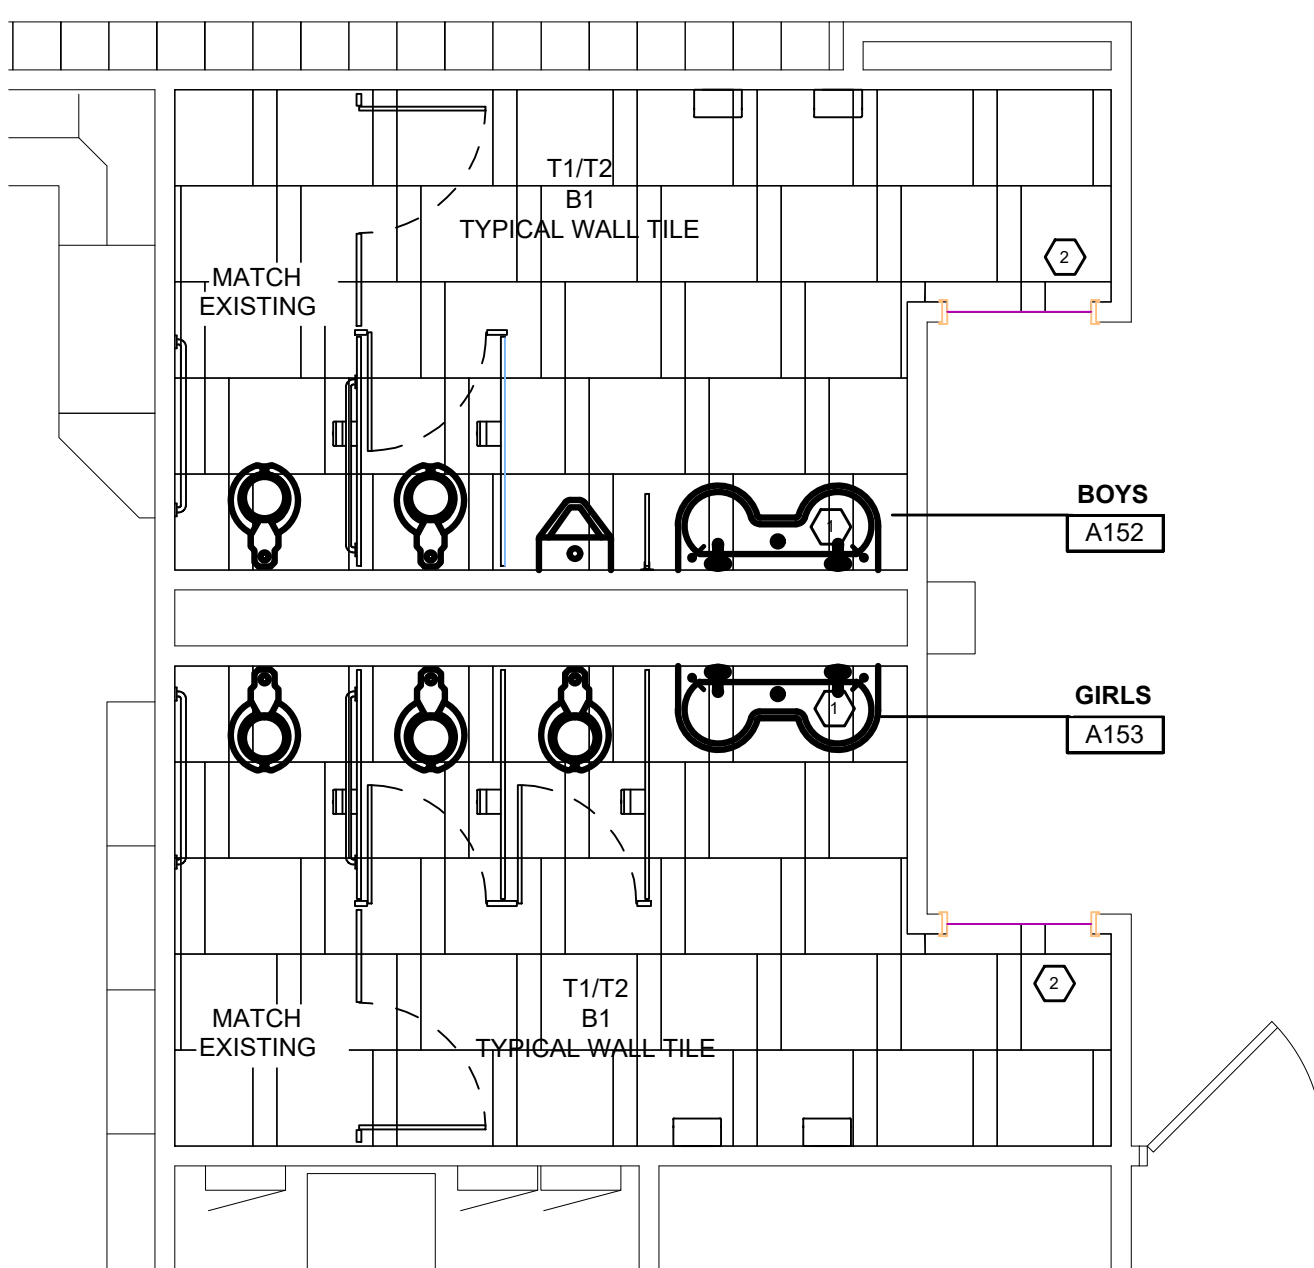 T1/T2
B1
TYPICAL WALL TILE
2
MATCH
EXISTING
BOYS
A152
1
GIRLS
A153
1
T1/T2
B1
TYPICAL WALL TILE
2
MATCH
EXISTING